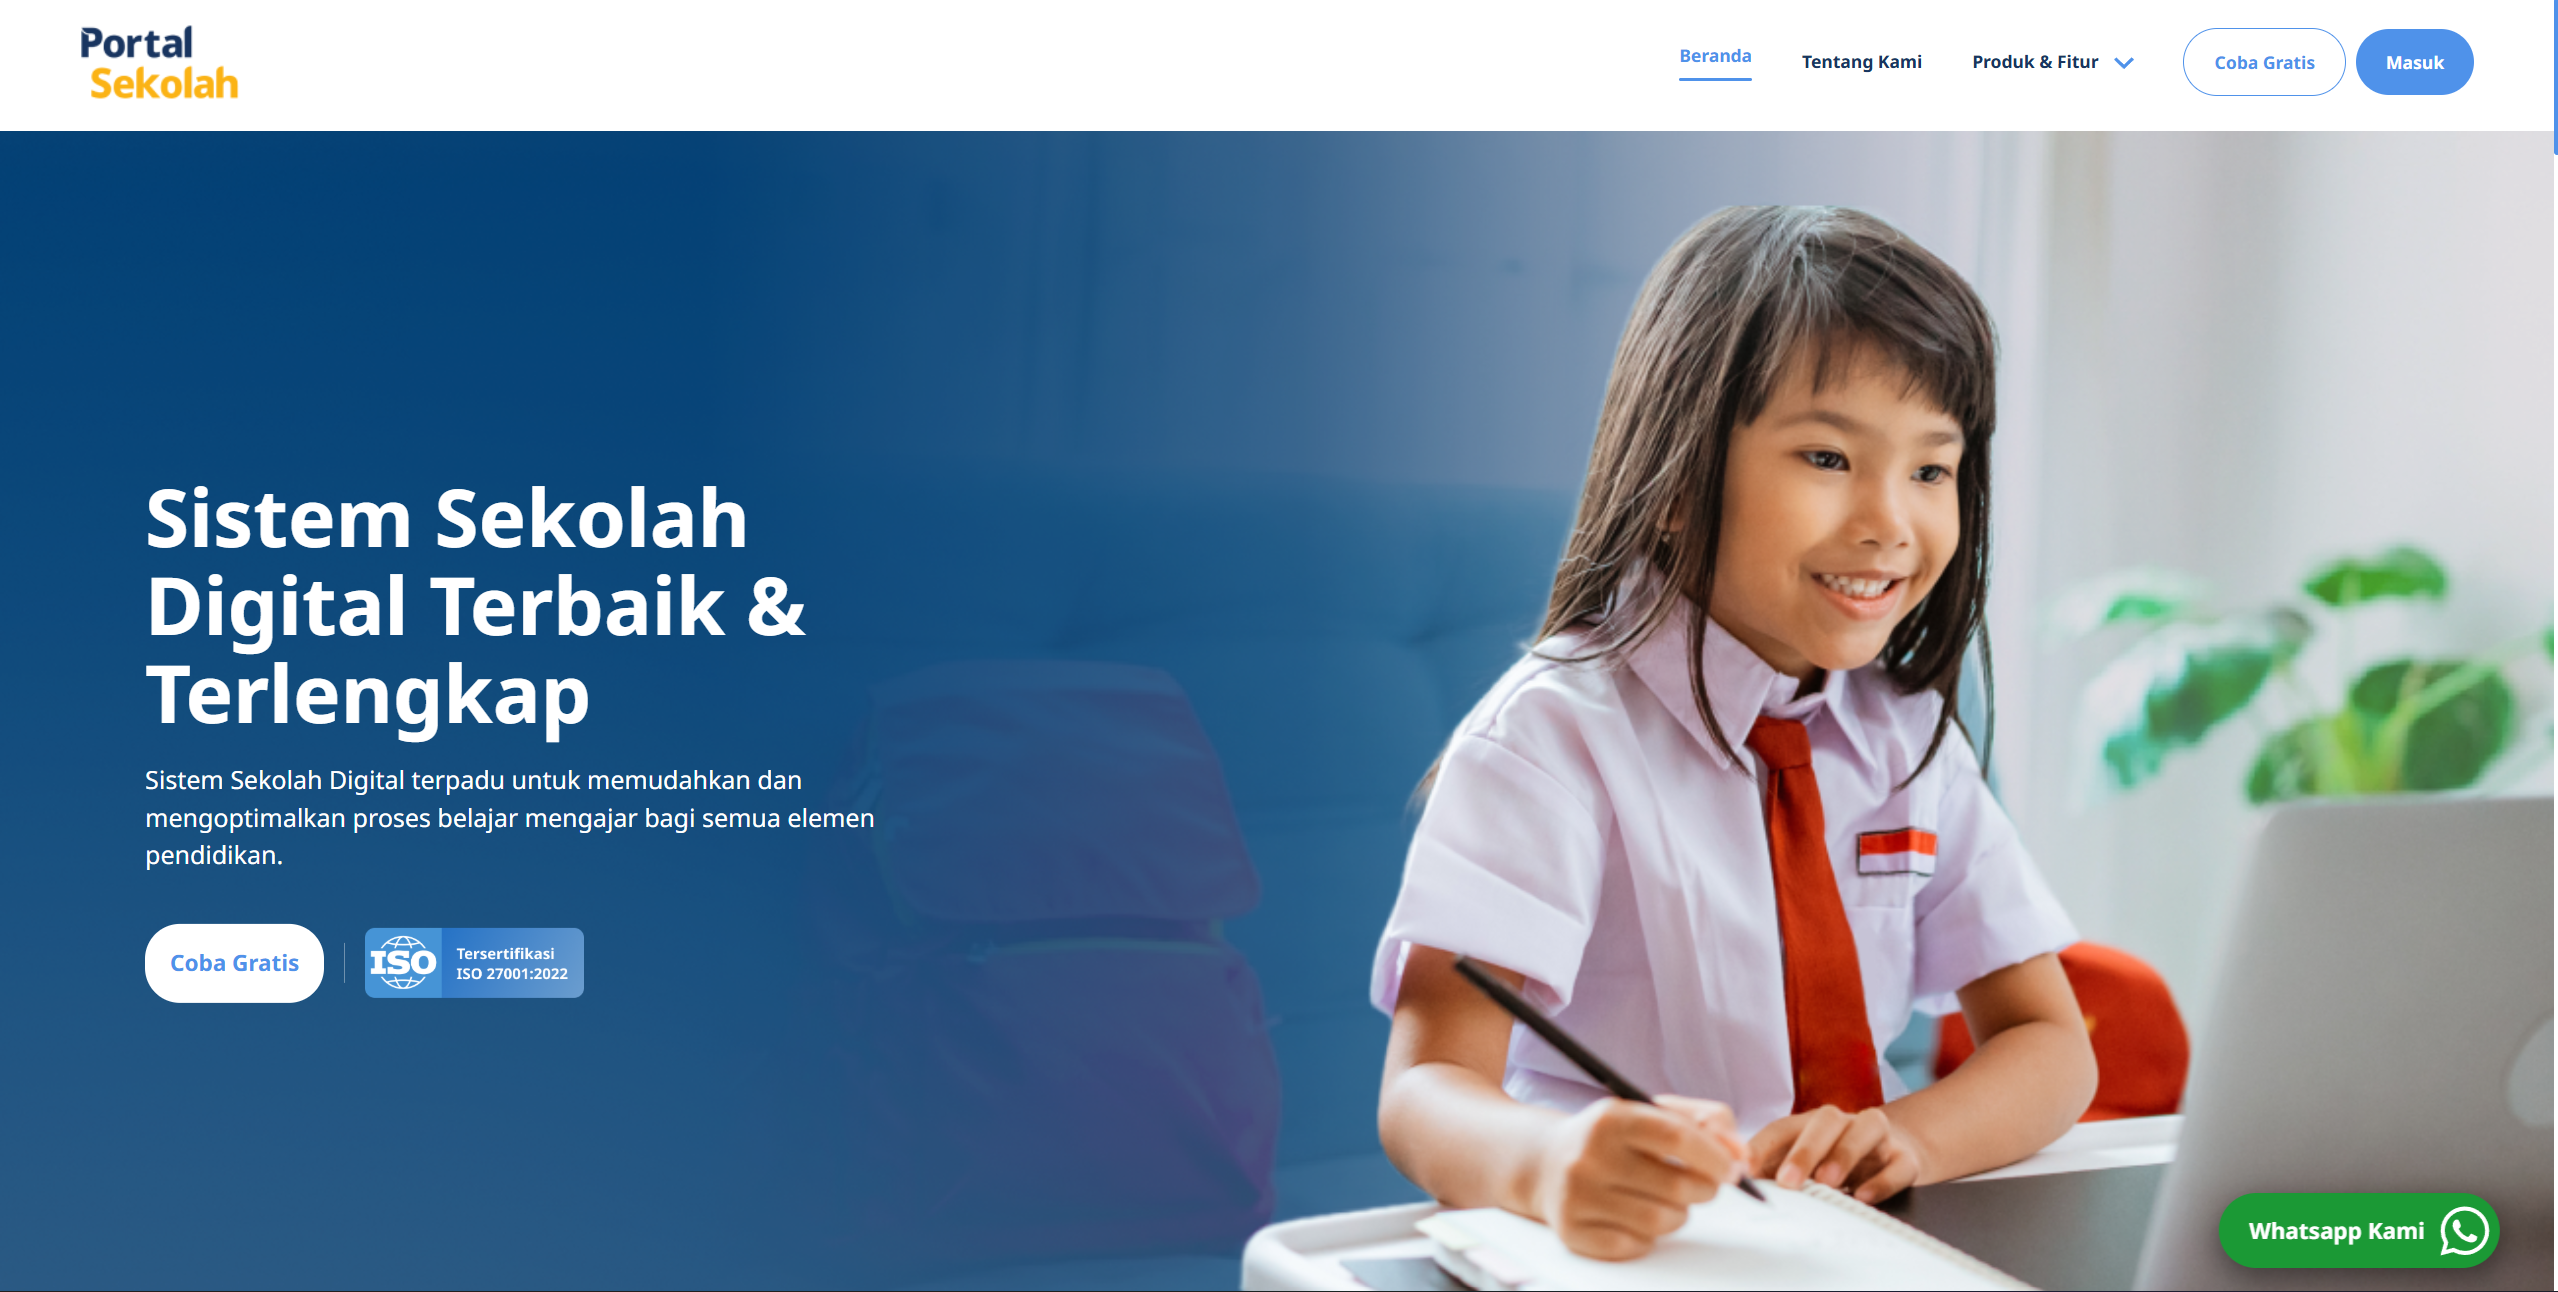 Portal
Sekolah
Beranda
Tentang Kami
Produk & Fitur
Coba Gratis
Masuk
Sistem Sekolah
Digital Terbaik &
Terlengkap
Sistem Sekolah Digital terpadu untuk memudahkan dan
mengoptimalkan proses belajar mengajar bagi semua elemen
pendidikan.
Coba Gratis
ISO
Tersertifikasi
ISO 27001:2022
Whatsapp Kami